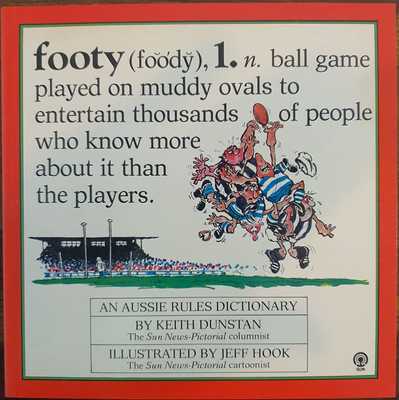 footy (fŏŏdy̆), 1. n. ball game
played on muddy ovals to
entertain thousands of people
who know more
about it than
the players.
AN AUSSIE RULES DICTIONARY
BY KEITH DUNSTAN
The Sun News-Pictorial columnist
ILLUSTRATED BY JEFF HOOK
The Sun News-Pictorial cartoonist
SUN